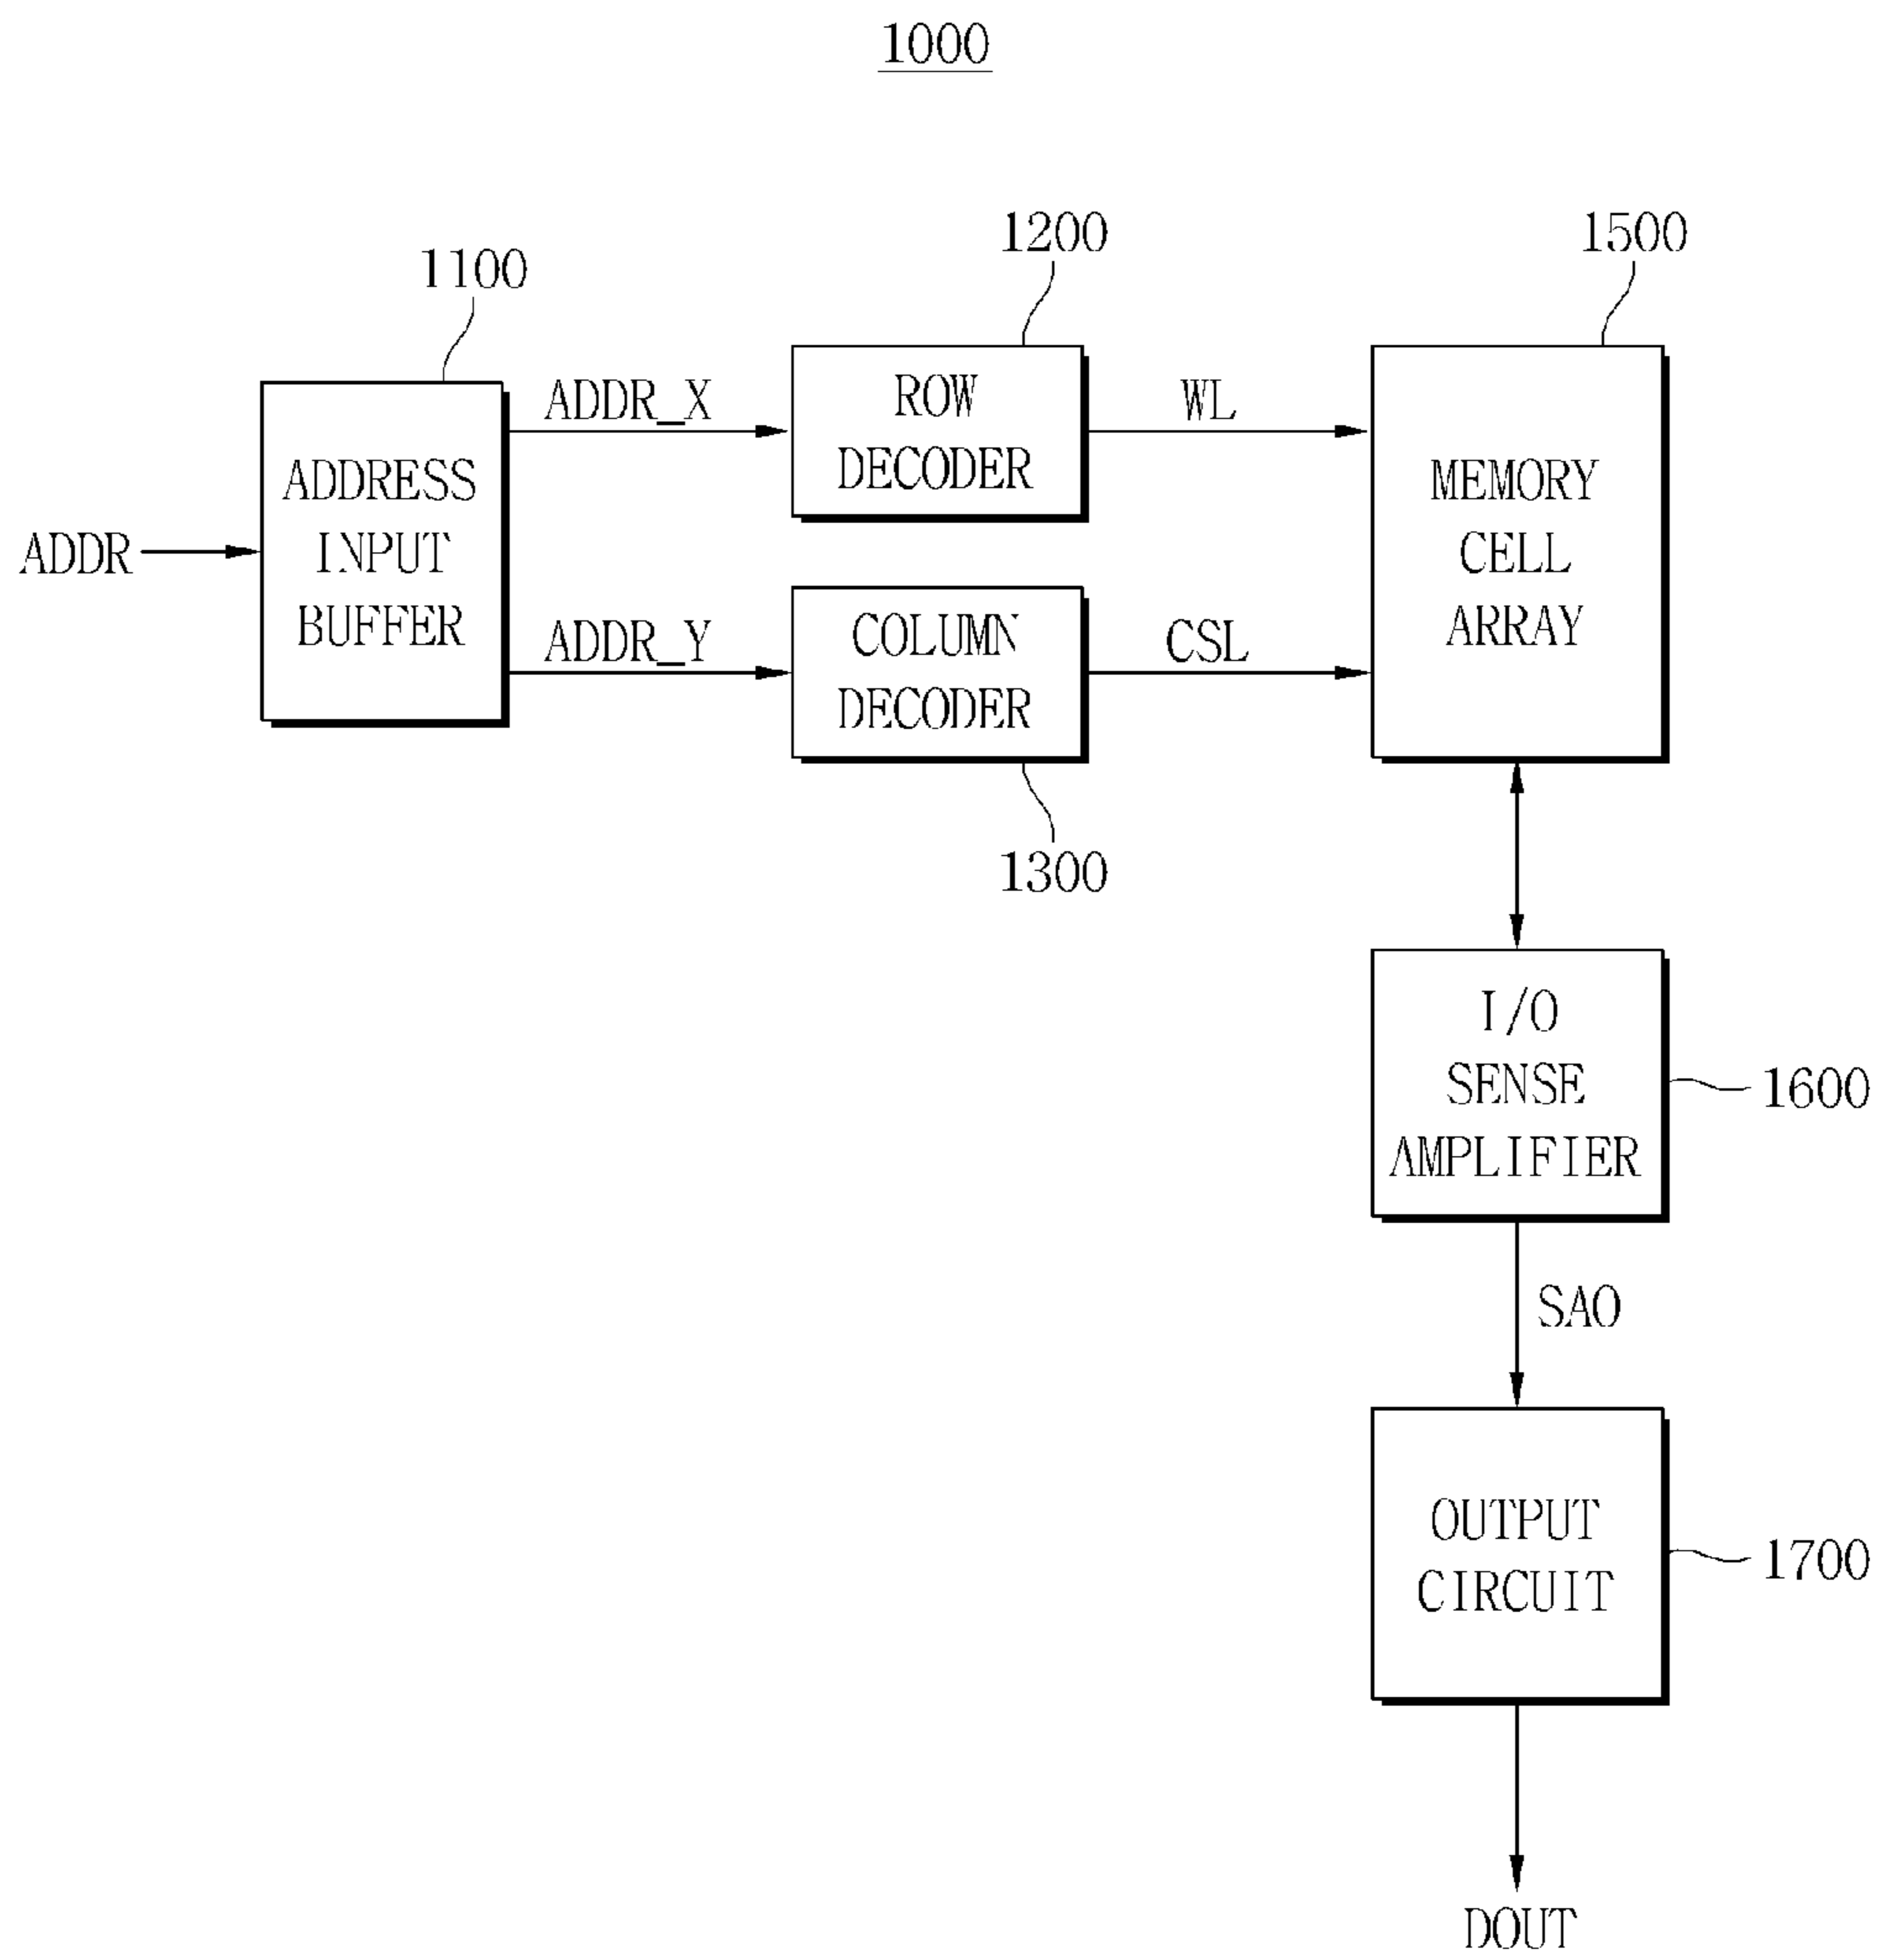 1000
1100
1200
1500
ADDR
ADDRESS
INPUT
BUFFER
ADDR_X
ROW
DECODER
WL
ADDR_Y
COLUMN
DECODER
CSL
MEMORY
CELL
ARRAY
1300
I/O
SENSE
AMPLIFIER
1600
SAO
OUTPUT
CIRCUIT
1700
DOUT